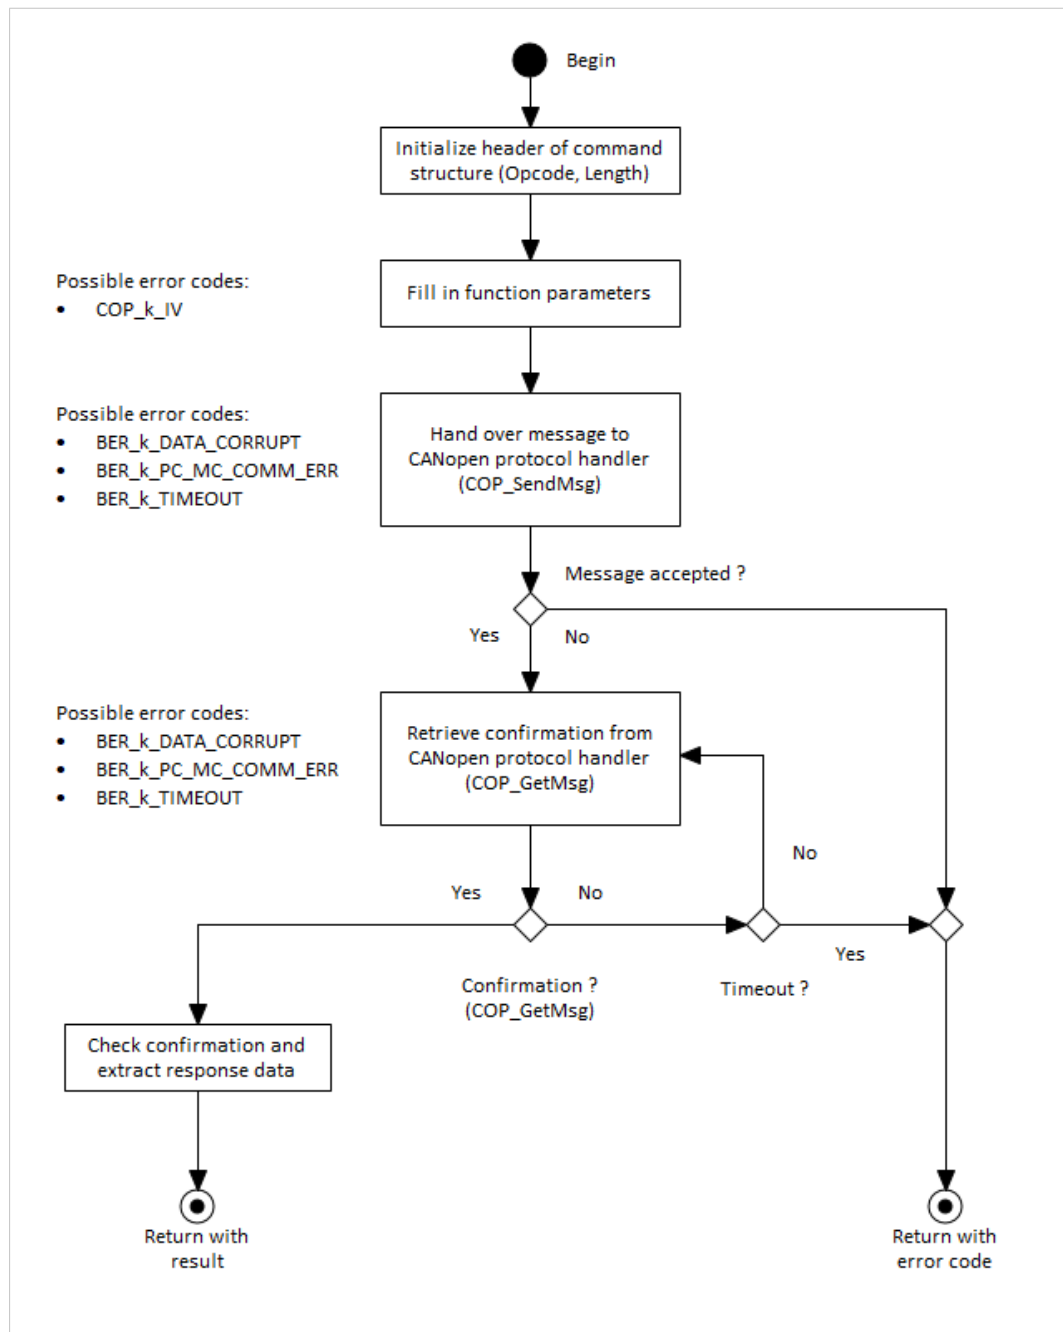 Begin
Initialize header of command
structure (Opcode, Length)
Possible error codes:
• COP_k_IV
Fill in function parameters
Possible error codes:
• BER_k_DATA_CORRUPT
• BER_k_PC_MC_COMM_ERR
• BER_k_TIMEOUT
Hand over message to
CANopen protocol handler
(COP_SendMsg)
Message accepted ?
Yes
No
Possible error codes:
• BER_k_DATA_CORRUPT
• BER_k_PC_MC_COMM_ERR
• BER_k_TIMEOUT
Retrieve confirmation from
CANopen protocol handler
(COP_GetMsg)
No
Yes
No
Yes
Confirmation ?
(COP_GetMsg)
Timeout ?
Check confirmation and
extract response data
Return with
result
Return with
error code